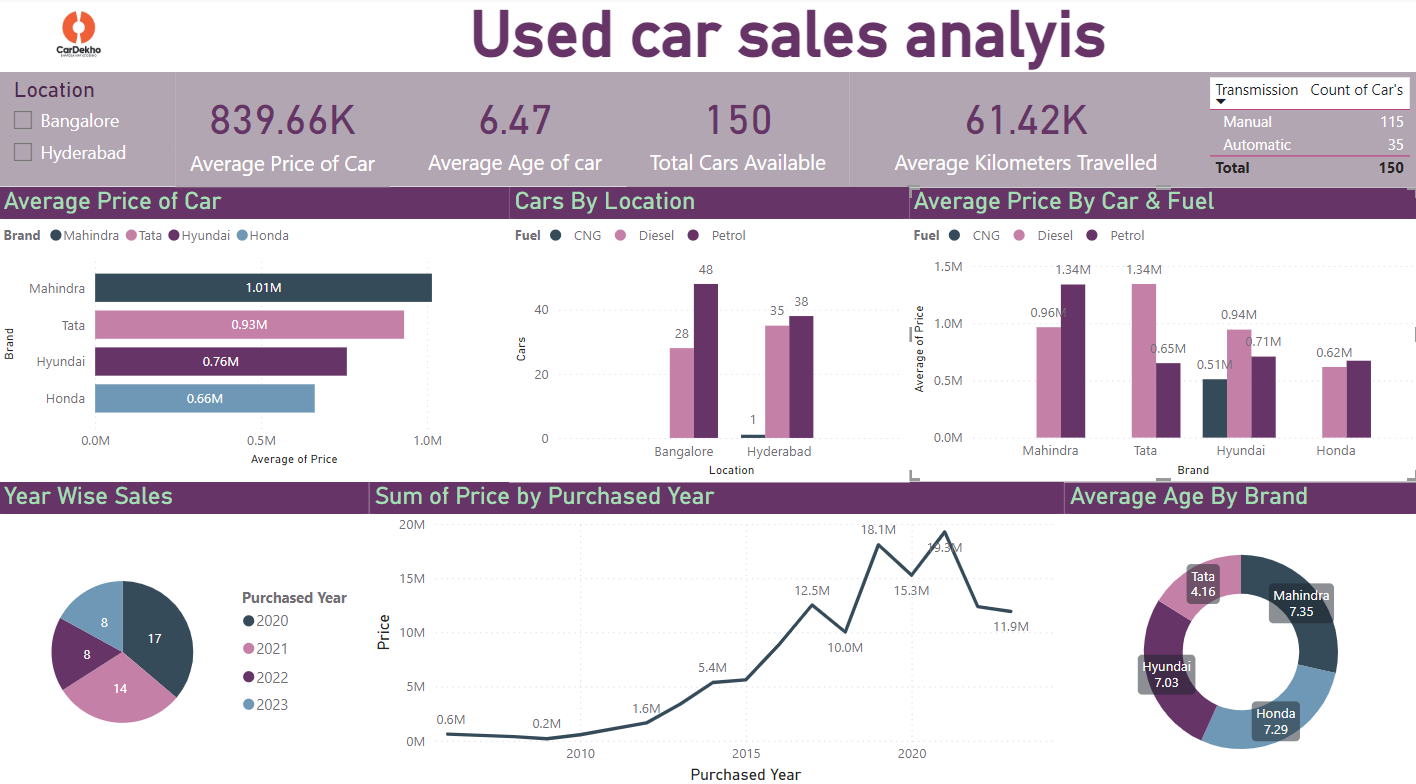 CarDekho
Used car sales analyis
Location
Bangalore
Hyderabad
839.66K
Average Price of Car
6.47
Average Age of car
150
Total Cars Available
61.42K
Average Kilometers Travelled
Transmission Count of Car's
Manual 115
Automatic 35
Total 150
Average Price of Car
Brand Mahindra Tata Hyundai Honda
Brand
Mahindra 1.01M
Tata 0.93M
Hyundai 0.76M
Honda 0.66M
0.0M 0.5M 1.0M
Average of Price
Cars By Location
Fuel CNG Diesel Petrol
Cars
40
20
0
28
48
1
35
38
Bangalore Hyderabad
Location
Average Price By Car & Fuel
Fuel CNG Diesel Petrol
Average of Price
1.5M
1.0M
0.5M
0.0M
0.96M
1.34M
1.34M
0.65M
0.51M
0.94M
0.71M
0.62M
Mahindra Tata Hyundai Honda
Brand
Year Wise Sales
17
14
8
8
Purchased Year
2020
2021
2022
2023
Sum of Price by Purchased Year
Price
20M
15M
10M
5M
0M
0.6M
0.2M
1.6M
5.4M
12.5M
10.0M
18.1M
15.3M
19.3M
11.9M
2010 2015 2020
Purchased Year
Average Age By Brand
Tata
4.16
Mahindra
7.35
Hyundai
7.03
Honda
7.29